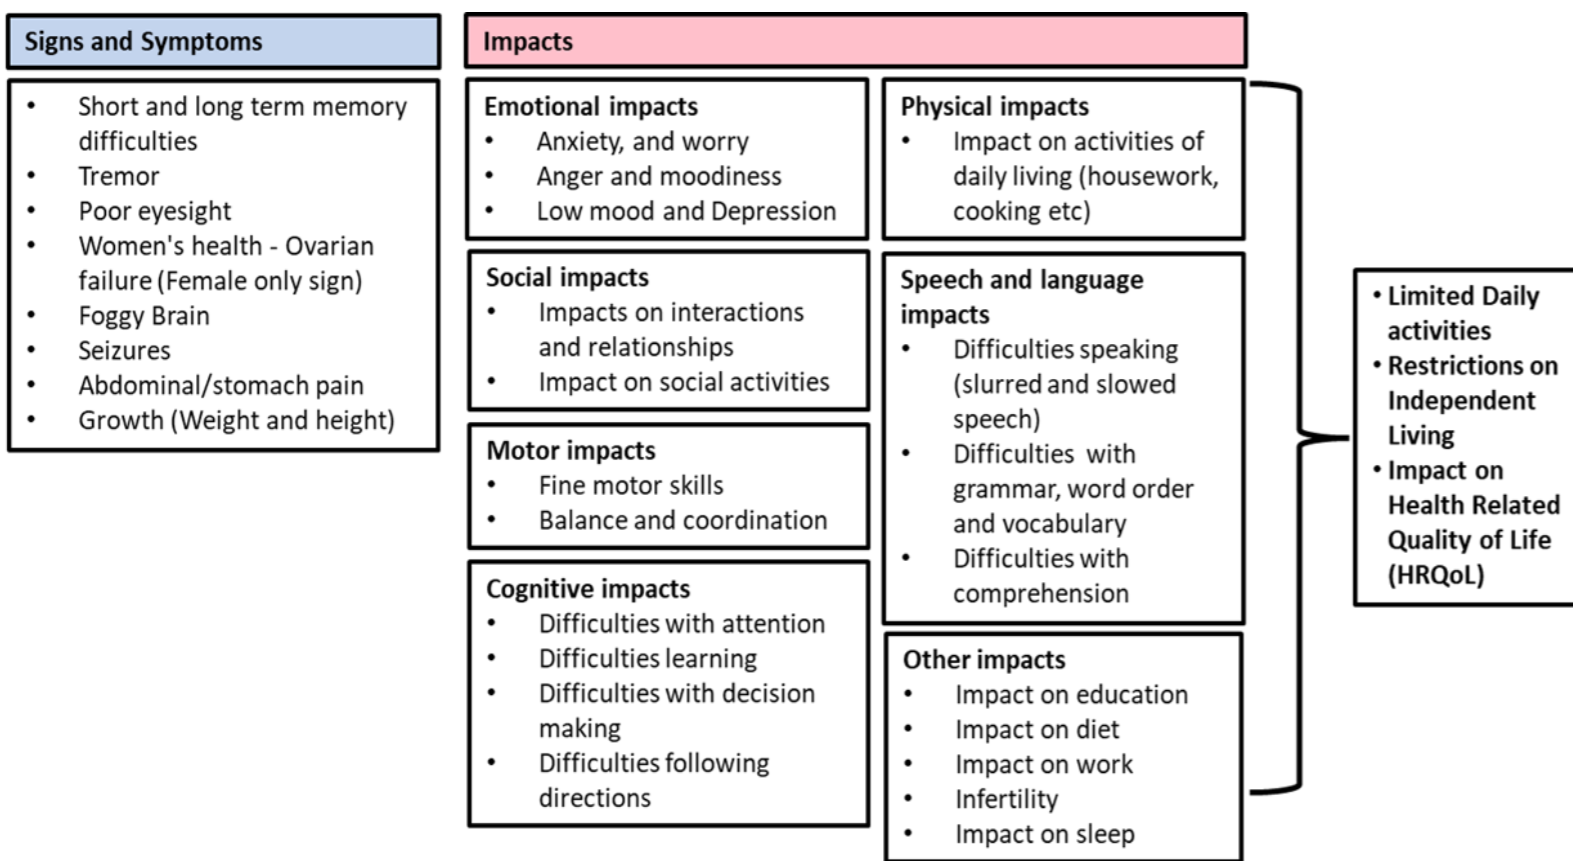 Signs and Symptoms
• Short and long term memory
difficulties
• Tremor
• Poor eyesight
• Women's health - Ovarian
failure (Female only sign)
• Foggy Brain
• Seizures
• Abdominal/stomach pain
• Growth (Weight and height)
Impacts
Emotional impacts
• Anxiety, and worry
• Anger and moodiness
• Low mood and Depression
Social impacts
• Impacts on interactions
and relationships
• Impact on social activities
Motor impacts
• Fine motor skills
• Balance and coordination
Cognitive impacts
• Difficulties with attention
• Difficulties learning
• Difficulties with decision
making
• Difficulties following
directions
Physical impacts
• Impact on activities of
daily living (housework,
cooking etc)
Speech and language
impacts
• Difficulties speaking
(slurred and slowed
speech)
• Difficulties with
grammar, word order
and vocabulary
• Difficulties with
comprehension
Other impacts
• Impact on education
• Impact on diet
• Impact on work
• Infertility
• Impact on sleep
• Limited Daily
activities
• Restrictions on
Independent
Living
• Impact on
Health Related
Quality of Life
(HRQoL)